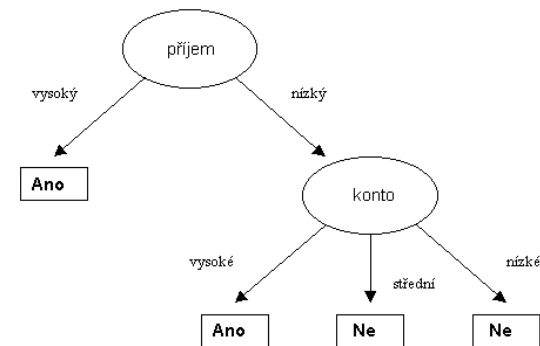 příjem
vysoký
nízký
Ano
konto
vysoké
střední
nízké
Ano
Ne
Ne